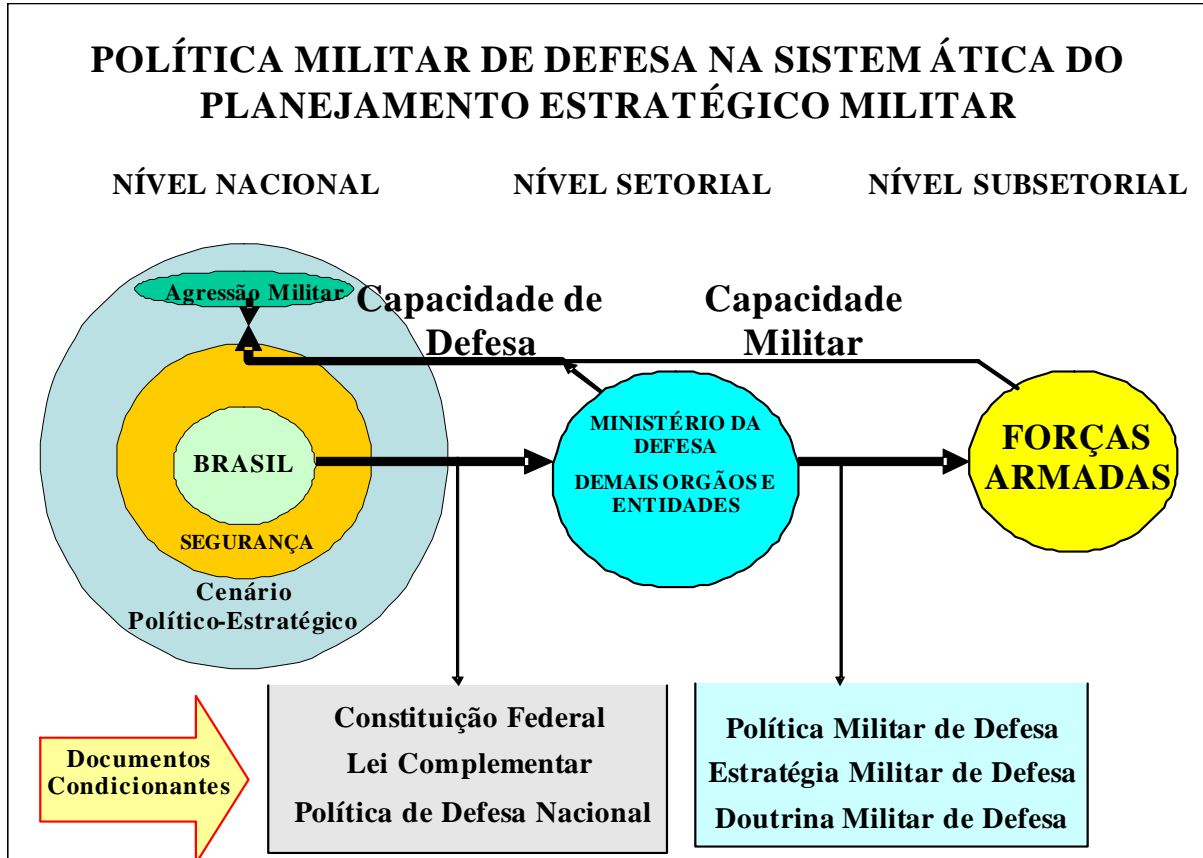 POLÍTICA MILITAR DE DEFESA NA SISTEM ÁTICA DO
PLANEJAMENTO ESTRATÉGICO MILITAR
NÍVEL NACIONAL
NÍVEL SETORIAL
NÍVEL SUBSETORIAL
Agressão Militar
Capacidade de
Defesa
Capacidade
Militar
BRASIL
SEGURANÇA
Cenário
Político-Estratégico
MINISTÉRIO DA
DEFESA
DEMAIS ORGÃOS E
ENTIDADES
FORÇAS
ARMADAS
Documentos
Condicionantes
Constituição Federal
Lei Complementar
Política de Defesa Nacional
Política Militar de Defesa
Estratégia Militar de Defesa
Doutrina Militar de Defesa